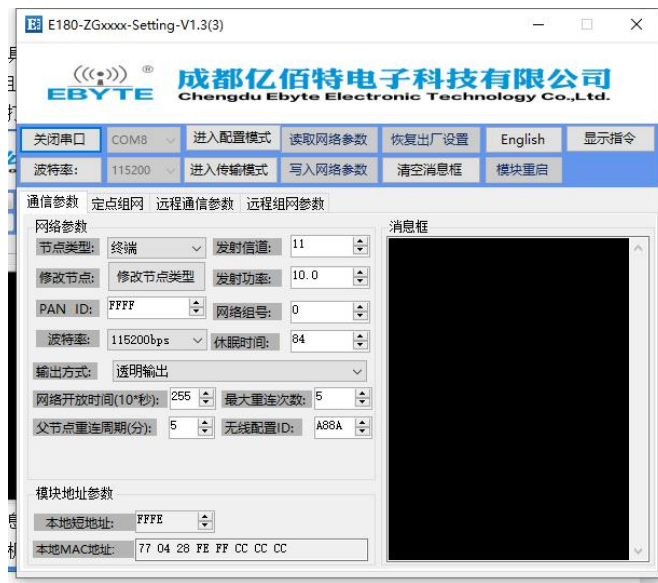 E180-ZGxxxx-Setting-V1.3(3)
EBYTE ®
成都亿佰特电子科技有限公司
Chengdu Ebyte Electronic Technology Co.,Ltd.
关闭串口 COM8 进入配置模式 读取网络参数 恢复出厂设置 English 显示指令
波特率: 115200 进入传输模式 写入网络参数 清空消息框 模块重启
通信参数 定点组网 远程通信参数 远程组网参数
网络参数 消息框
节点类型: 终端 发射信道: 11
修改节点: 修改节点类型 发射功率: 10.0
PAN ID: FFFF 网络组号: 0
波特率: 115200bps 休眠时间: 84
输出方式: 透明输出
网络开放时间(10*秒): 255 最大重连次数: 5
父节点重连周期(分): 5 无线配置ID: A88A
模块地址参数
本地短地址: FFFE
本地MAC地址: 77 04 28 FE FF CC CC CC